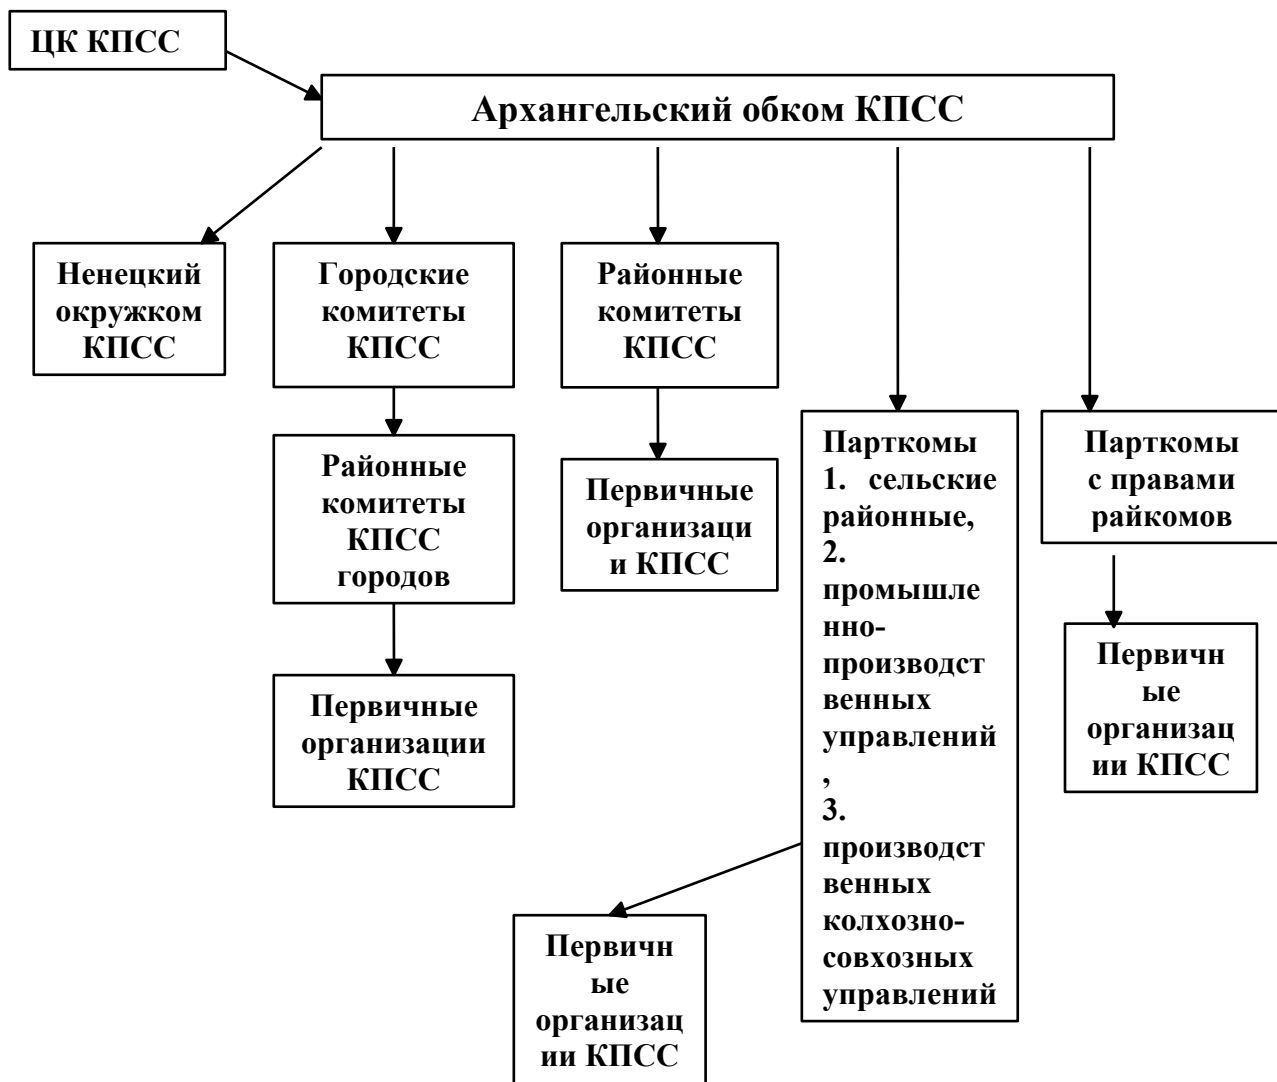 ЦК КПСС
Архангельский обком КПСС
Ненецкий
окружком
КПСС
Городские
комитеты
КПСС
Районные
комитеты
КПСС
Районные
комитеты
КПСС
городов
Первичные
организаци
и КПСС
Парткомы
1. сельские
районные,
2.
промышле
нно-
производст
венных
управлений
,
3.
производст
венных
колхозно-
совхозных
управлений
Парткомы
с правами
райкомов
Первичные
организации
КПСС
Первичн
ые
организац
ии КПСС
Первичн
ые
организац
ии КПСС